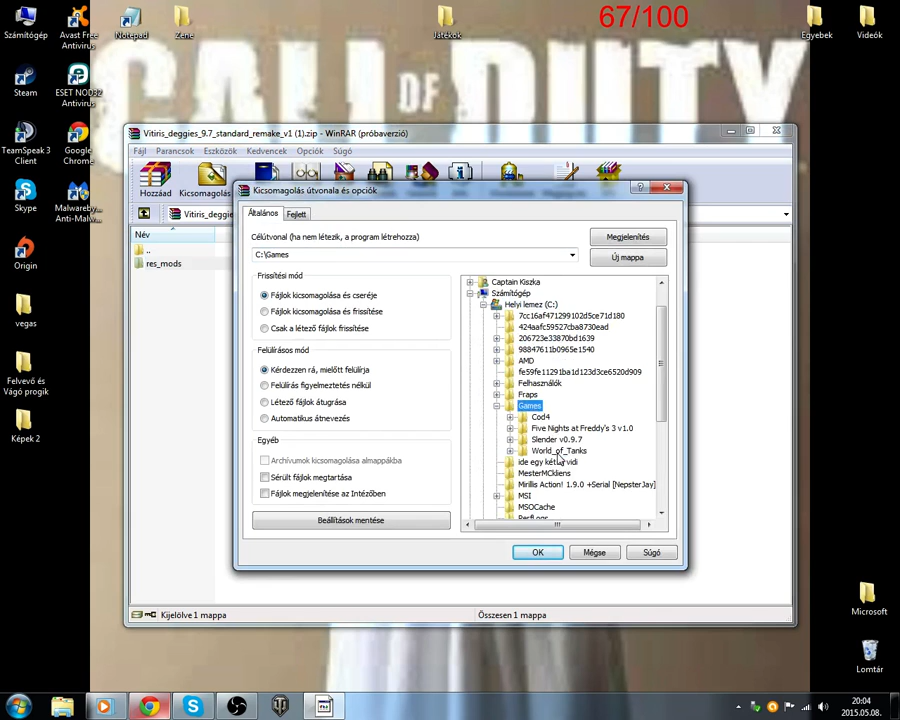 67/100
Számítógép
Avast Free Antivirus
Notepad
Zene
Játékok
Egyebek
Videók
CALL OF DUTY
Steam
ESET NOD32 Antivirus
TeamSpeak 3 Client
Google Chrome
Skype
Malwareby... Anti-Malw...
Origin
vegas
Felvevő és Vágó progik
Képek 2
Microsoft
Lomtár
Vitiris_deggies_9.7_standard_remake_v1 (1).zip - WinRAR (próbaverzió)
Fájl Parancsok Eszközök Kedvencek Opciók Súgó
Hozzáad Kicsomagolás
Vitiris_deggies
Név
..
res_mods
Kicsomagolás útvonala és opciók
Általános Fejlett
Célútvonal (ha nem létezik, a program létrehozza)
Megjelenítés
C:\Games
Új mappa
Frissítési mód
Fájlok kicsomagolása és cseréje
Fájlok kicsomagolása és frissítése
Csak a létező fájlok frissítése
Felülírásos mód
Kérdezzen rá, mielőtt felülírja
Felülírás figyelmeztetés nélkül
Létező fájlok átugrása
Automatikus átnevezés
Egyéb
Archívumok kicsomagolása almappákba
Sérült fájlok megtartása
Fájlok megjelenítése az Intézőben
Beállítások mentése
Captain Kiszka
Számítógép
Helyi lemez (C:)
7cc16af471299102d5ce71d180
424aafc59527cba8730ead
206723e33870bd1639
98847611b0965e1540
AMD
fe59fe11291ba1d123d3ce6520d909
Felhasználók
Fraps
Games
Cod4
Five Nights at Freddy's 3 v1.0
Slender v0.9.7
World_of_Tanks
ide egy kettő vidi
MesterMCkliens
Mirillis Action! 1.9.0 +Serial [NepsterJay]
MSI
MSOCache
PerfLogs
OK Mégse Súgó
Kijelölve 1 mappa
Összesen 1 mappa
20:04
2015.05.08.